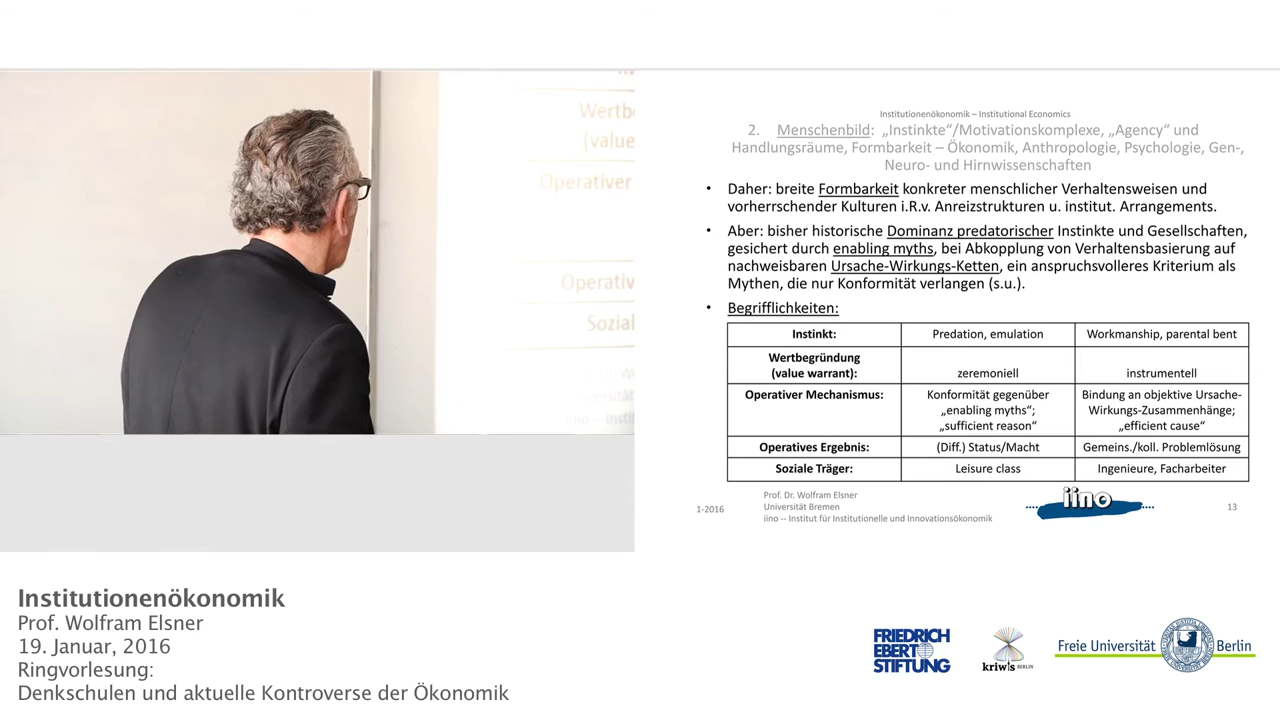 Wertb
(value
Operativer
Operativ
Sozial
Institutionenökonomik – Institutional Economics
2. Menschenbild: „Instinkte“/Motivationskomplexe, „Agency“ und
Handlungsräume, Formbarkeit – Ökonomik, Anthropologie, Psychologie, Gen-,
Neuro- und Hirnwissenschaften
• Daher: breite Formbarkeit konkreter menschlicher Verhaltensweisen und
vorherrschender Kulturen i.R.v. Anreizstrukturen u. institut. Arrangements.
• Aber: bisher historische Dominanz predatorischer Instinkte und Gesellschaften,
gesichert durch enabling myths, bei Abkopplung von Verhaltensbasierung auf
nachweisbaren Ursache-Wirkungs-Ketten, ein anspruchsvolleres Kriterium als
Mythen, die nur Konformität verlangen (s.u.).
• Begrifflichkeiten:
Instinkt: Predation, emulation Workmanship, parental bent
Wertbegründung
(value warrant): zeremoniell instrumentell
Operativer Mechanismus: Konformität gegenüber Bindung an objektive Ursache-
„enabling myths“; Wirkungs-Zusammenhänge;
„sufficient reason“ „efficient cause“
Operatives Ergebnis: (Diff.) Status/Macht Gemeins./koll. Problemlösung
Soziale Träger: Leisure class Ingenieure, Facharbeiter
1-2016
Prof. Dr. Wolfram Elsner
Universität Bremen
iino -- Institut für Institutionelle und Innovationsökonomik
iino
13
Institutionenökonomik
Prof. Wolfram Elsner
19. Januar, 2016
Ringvorlesung:
Denkschulen und aktuelle Kontroverse der Ökonomik
FRIEDRICH
EBERT
STIFTUNG
kriwis BERLIN
Freie Universität Berlin